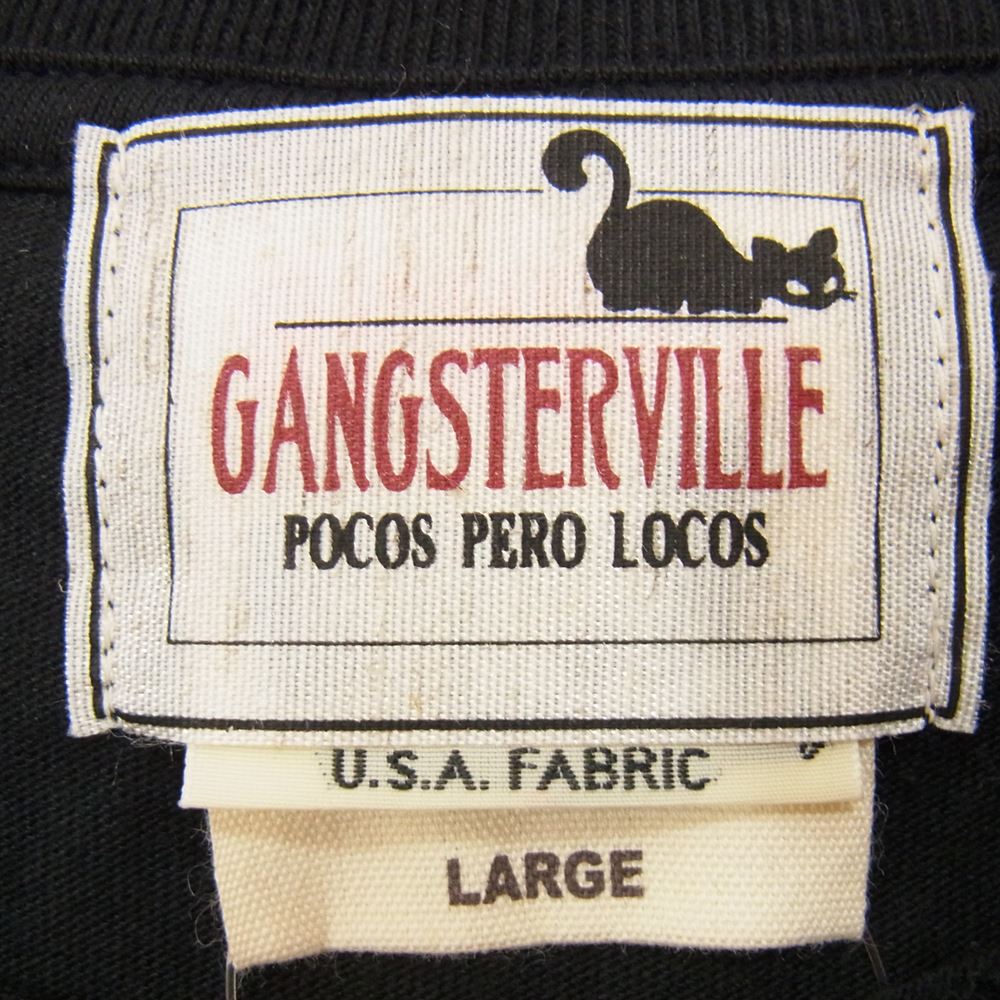 GANGSTERVILLE
POCOS PERO LOCOS
U.S.A. FABRIC
LARGE